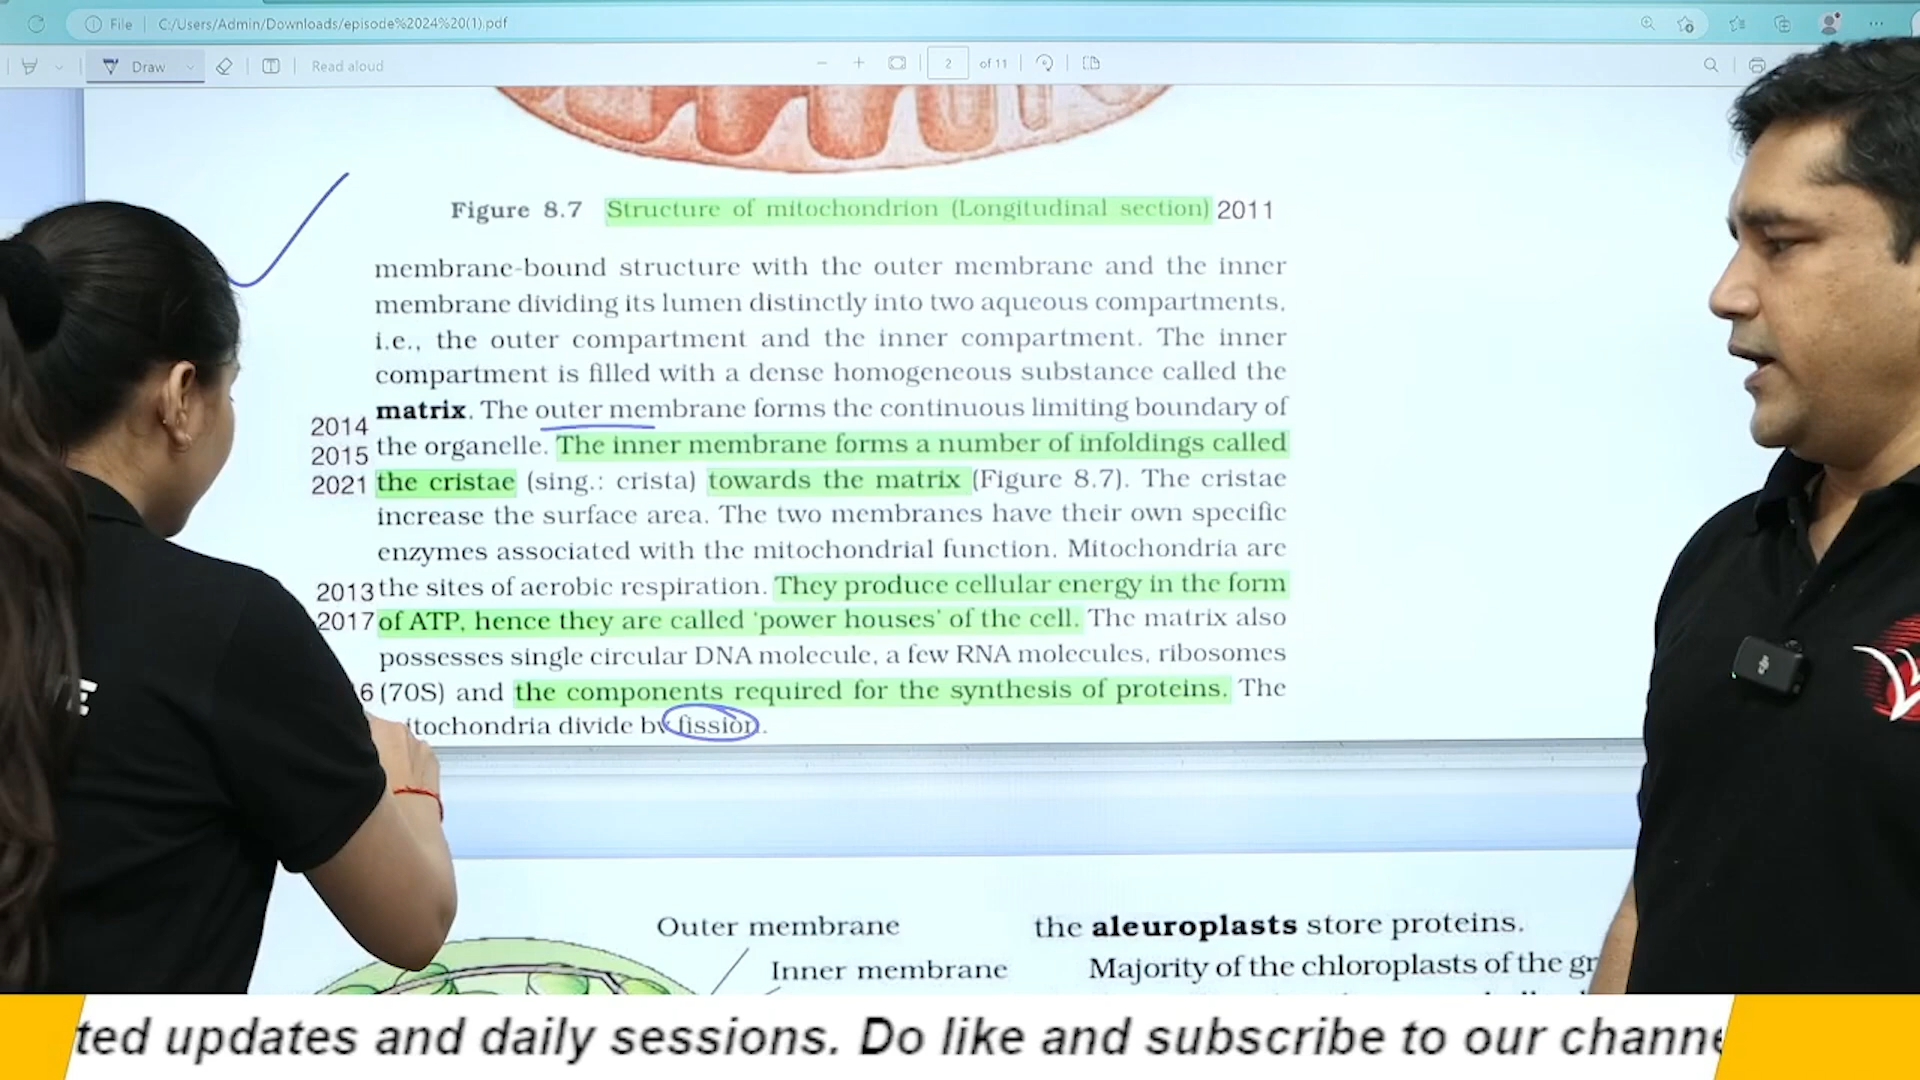 File C:/Users/Admin/Downloads/episode%2024%20(1).pdf
Draw Read aloud 2 of 11
Figure 8.7 Structure of mitochondrion (Longitudinal section) 2011
membrane-bound structure with the outer membrane and the inner
membrane dividing its lumen distinctly into two aqueous compartments,
i.e., the outer compartment and the inner compartment. The inner
compartment is filled with a dense homogeneous substance called the
2014 matrix. The outer membrane forms the continuous limiting boundary of
2015 the organelle. The inner membrane forms a number of infoldings called
2021 the cristae (sing.: crista) towards the matrix (Figure 8.7). The cristae
increase the surface area. The two membranes have their own specific
enzymes associated with the mitochondrial function. Mitochondria are
2013 the sites of aerobic respiration. They produce cellular energy in the form
2017 of ATP, hence they are called 'power houses' of the cell. The matrix also
possesses single circular DNA molecule, a few RNA molecules, ribosomes
6 (70S) and the components required for the synthesis of proteins. The
tochondria divide by fission.
Outer membrane
Inner membrane
the aleuroplasts store proteins.
Majority of the chloroplasts of the gr
ted updates and daily sessions. Do like and subscribe to our channe